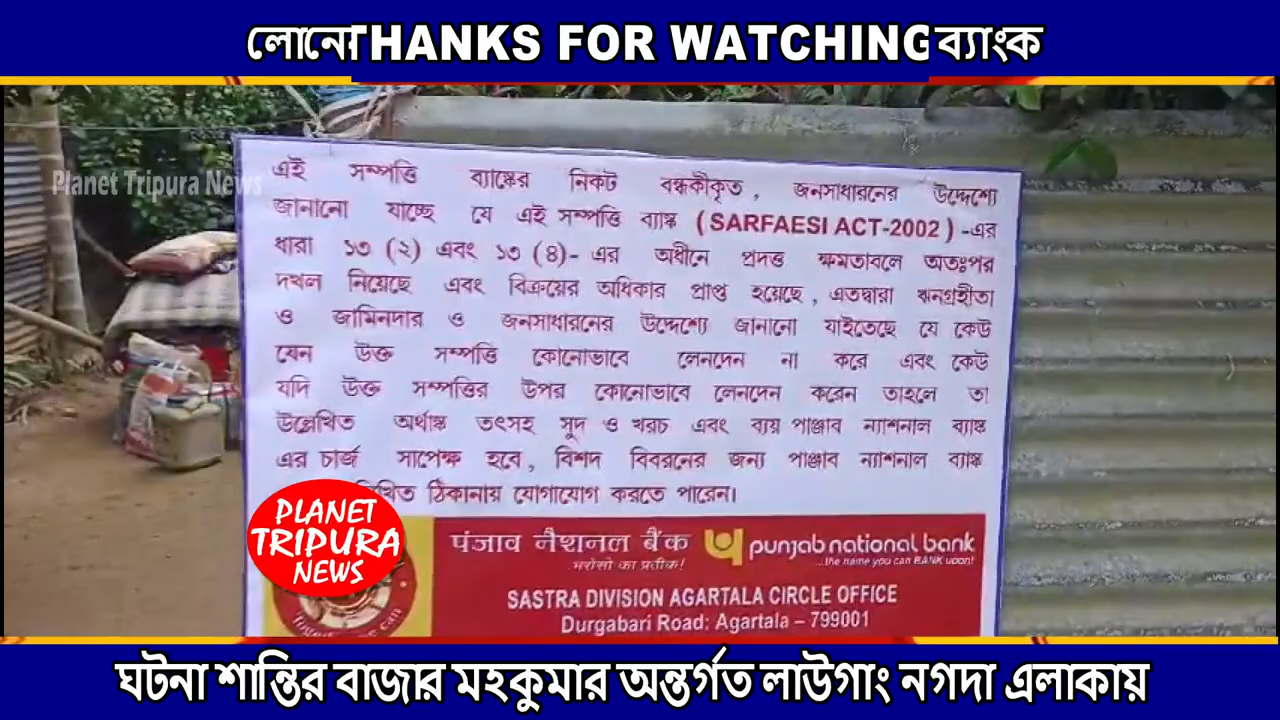 লোনে THANKS FOR WATCHING ব্যাংক
Planet Tripura News
এই সম্পত্তি ব্যাঙ্কের নিকট বন্ধকীকৃত, জনসাধারনের উদ্দেশ্যে
জানানো যাচ্ছে যে এই সম্পত্তি ব্যাঙ্ক (SARFAESI ACT-2002) -এর
ধারা ১৩ (২) এবং ১৩ (৪)- এর অধীনে প্রদত্ত ক্ষমতাবলে অতঃপর
দখল নিয়েছে এবং বিক্রয়ের অধিকার প্রাপ্ত হয়েছে, এতদ্বারা ঋনগ্রহীতা
ও জামিনদার ও জনসাধারনের উদ্দেশ্যে জানানো যাইতেছে যে কেউ
যেন উক্ত সম্পত্তি কোনোভাবে লেনদেন না করে এবং কেউ
যদি উক্ত সম্পত্তির উপর কোনোভাবে লেনদেন করেন তাহলে তা
উল্লেখিত অর্থাঙ্ক তৎসহ সুদ ও খরচ এবং ব্যয় পাঞ্জাব ন্যাশনাল ব্যাঙ্ক
এর চার্জ সাপেক্ষ হবে, বিশদ বিবরনের জন্য পাঞ্জাব ন্যাশনাল ব্যাঙ্ক
ঠিকানায় যোগাযোগ করতে পারেন।
PLANET
TRIPURA
NEWS
पंजाब नैशनल बैंक punjab national bank
भरोसे का प्रतीक! ...the name you can BANK upon!
SASTRA DIVISION AGARTALA CIRCLE OFFICE
Durgabari Road: Agartala – 799001
ঘটনা শান্তির বাজার মহকুমার অন্তর্গত লাউগাং নগদা এলাকায়